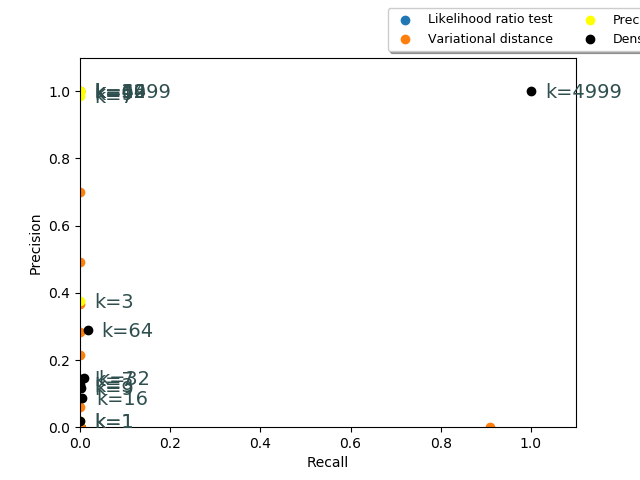 Likelihood ratio test
Variational distance
1.0
k=4999
k=4999
k=7
0.8
Precision
0.6
0.4
k=3
k=64
0.2
k=32
k=16
k=1
0.0
0.0 0.2 0.4 0.6 0.8 1.0
Recall